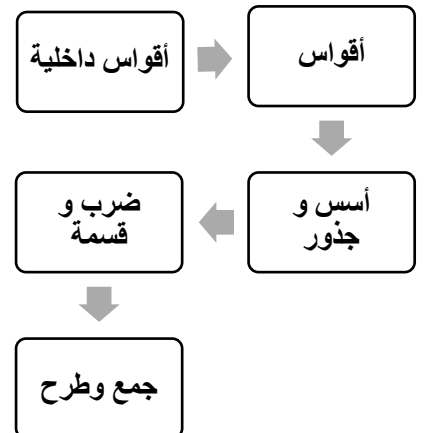 أقواس داخلية
أقواس
أسس و
جذور
ضرب و
قسمة
جمع وطرح